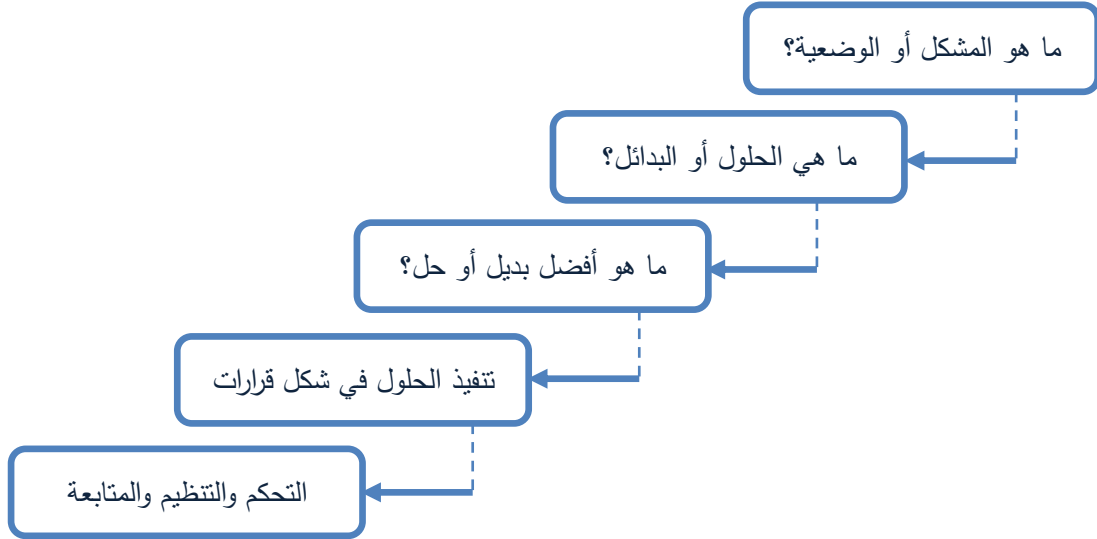 ما هو المشكل أو الوضعية؟
ما هي الحلول أو البدائل؟
ما هو أفضل بديل أو حل؟
تنفيذ الحلول في شكل قرارات
التحكم والتنظيم والمتابعة